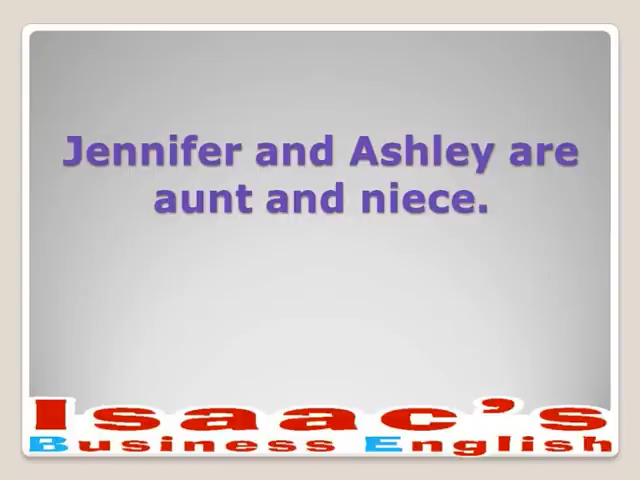 Jennifer and Ashley are
aunt and niece.
Isaac's
Business English